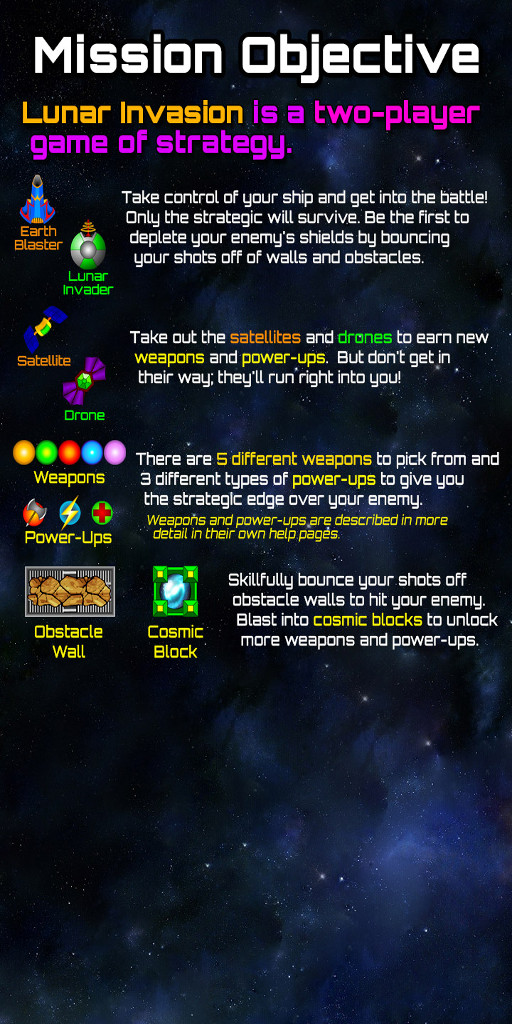 Mission Objective
Lunar Invasion is a two-player
game of strategy.
Earth
Blaster
Lunar
Invader
Take control of your ship and get into the battle!
Only the strategic will survive. Be the first to
deplete your enemy's shields by bouncing
your shots off of walls and obstacles.
Satellite
Drone
Take out the satellites and drones to earn new
weapons and power-ups. But don't get in
their way; they'll run right into you!
Weapons
Power-Ups
There are 5 different weapons to pick from and
3 different types of power-ups to give you
the strategic edge over your enemy.
Weapons and power-ups are described in more
detail in their own help pages.
Obstacle
Wall
Cosmic
Block
Skillfully bounce your shots off
obstacle walls to hit your enemy.
Blast into cosmic blocks to unlock
more weapons and power-ups.